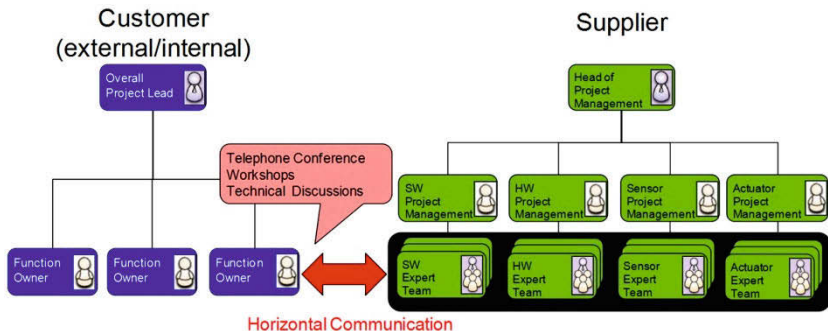 Customer
(external/internal)
Supplier
Overall
Project Lead
Head of
Project
Management
Telephone Conference
Workshops
Technical Discussions
SW
Project
Management
HW
Project
Management
Sensor
Project
Management
Actuator
Project
Management
Function
Owner
Function
Owner
Function
Owner
SW
Expert
Team
HW
Expert
Team
Sensor
Expert
Team
Actuator
Expert
Team
Horizontal Communication